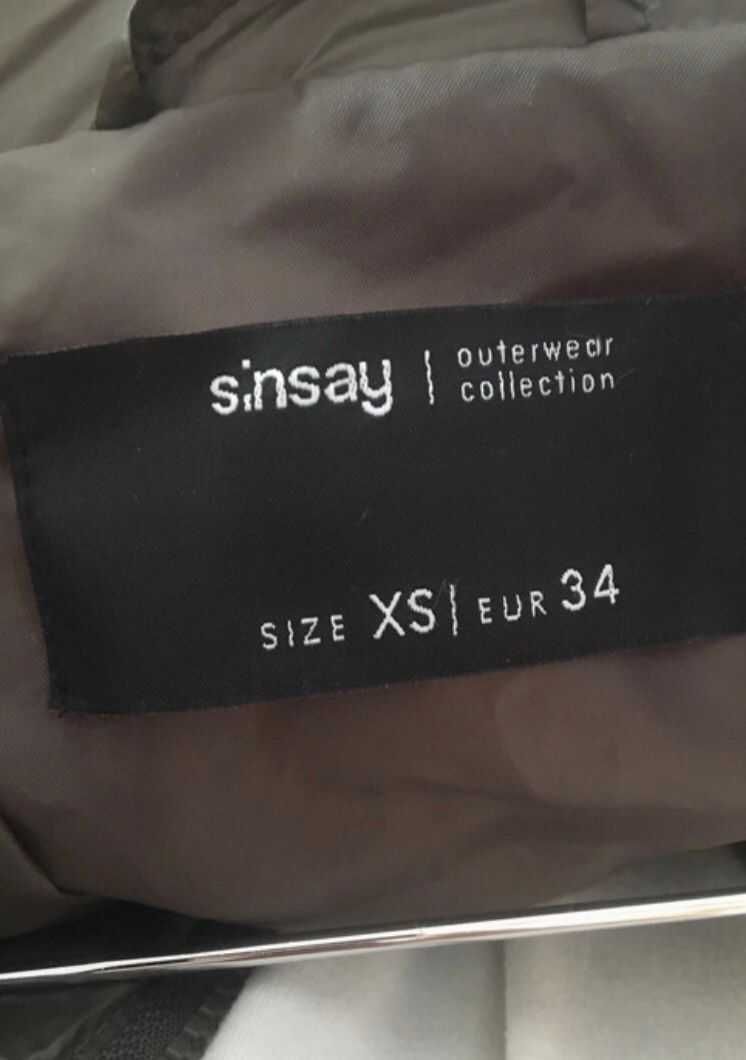 sinsay | outerwear
collection
SIZE XS | EUR 34